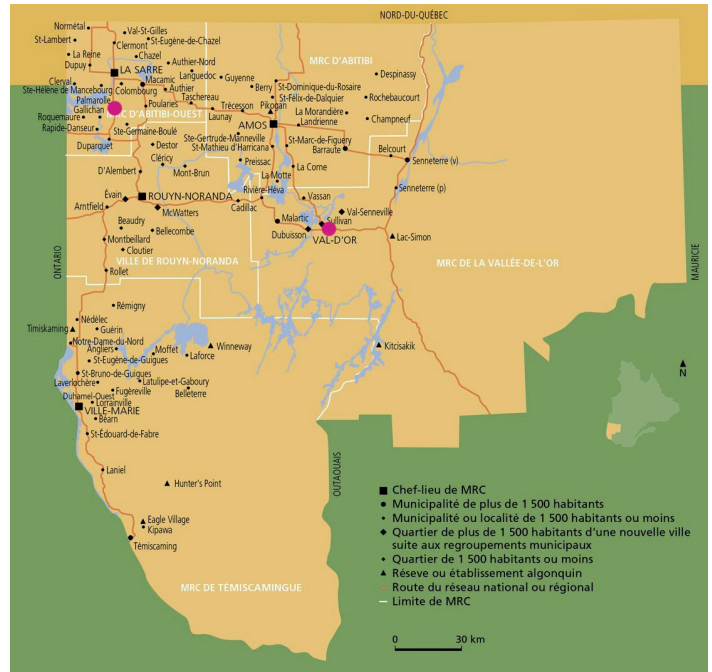 NORD-DU-QUÉBEC
Normétal
Val-St-Gilles
St-Lambert
St-Eugène-de-Chazel
Clermont
MRC D'ABITIBI
La Reine
Chazel
Authier-Nord
Dupuy
LA SARRE
Languedoc
Guyenne
Despinassy
Clerval
Macamic
Berry
St-Dominique-du-Rosaire
Ste-Hélène de Mancebourg
Colombourg
Authier
St-Félix-de-Dalquier
Rochebaucourt
Palmarolle
Taschereau
Pikogan
Gallichan
Poularies
Trécesson
La Morandière
MRC D'ABITIBI-OUEST
Launay
Landrienne
Champneuf
Roquemaure
AMOS
Rapide-Danseur
Ste-Germaine-Boulé
Ste-Gertrude-Manneville
St-Marc-de-Figuery
Duparquet
Destor
St-Mathieu d'Harricana
Barraute
Belcourt
Cléricy
Preissac
Senneterre (v)
D'Alembert
Mont-Brun
La Motte
La Corne
Senneterre (p)
Évain
ROUYN-NORANDA
Rivière-Héva
Vassan
Arntfield
McWatters
Cadillac
Malartic
Val-Senneville
Sullivan
Beaudry
Bellecombe
Dubuisson
VAL-D'OR
Lac-Simon
Montbeillard
Cloutier
ONTARIO
VILLE DE ROUYN-NORANDA
MRC DE LA VALLÉE-DE-L'OR
MAURICIE
Rollet
Rémigny
Nédélec
Timiskaming
Guérin
Notre-Dame-du-Nord
Angliers
Moffet
Laforce
Winneway
Kitcisakik
N
St-Eugène-de-Guigues
St-Bruno-de-Guigues
Laverlochère
Latulipe-et-Gaboury
Fugèreville
Belleterre
Duhamel-Ouest
Lorrainville
VILLE-MARIE
Béarn
St-Édouard-de-Fabre
OUTAOUAIS
Laniel
Hunter's Point
Eagle Village
Kipawa
Témiscaming
MRC DE TÉMISCAMINGUE
Chef-lieu de MRC
Municipalité de plus de 1 500 habitants
Municipalité ou localité de 1 500 habitants ou moins
Quartier de plus de 1 500 habitants d'une nouvelle ville
suite aux regroupements municipaux
Quartier de 1 500 habitants ou moins
Réseve ou établissement algonquin
Route du réseau national ou régional
Limite de MRC
0 30 km